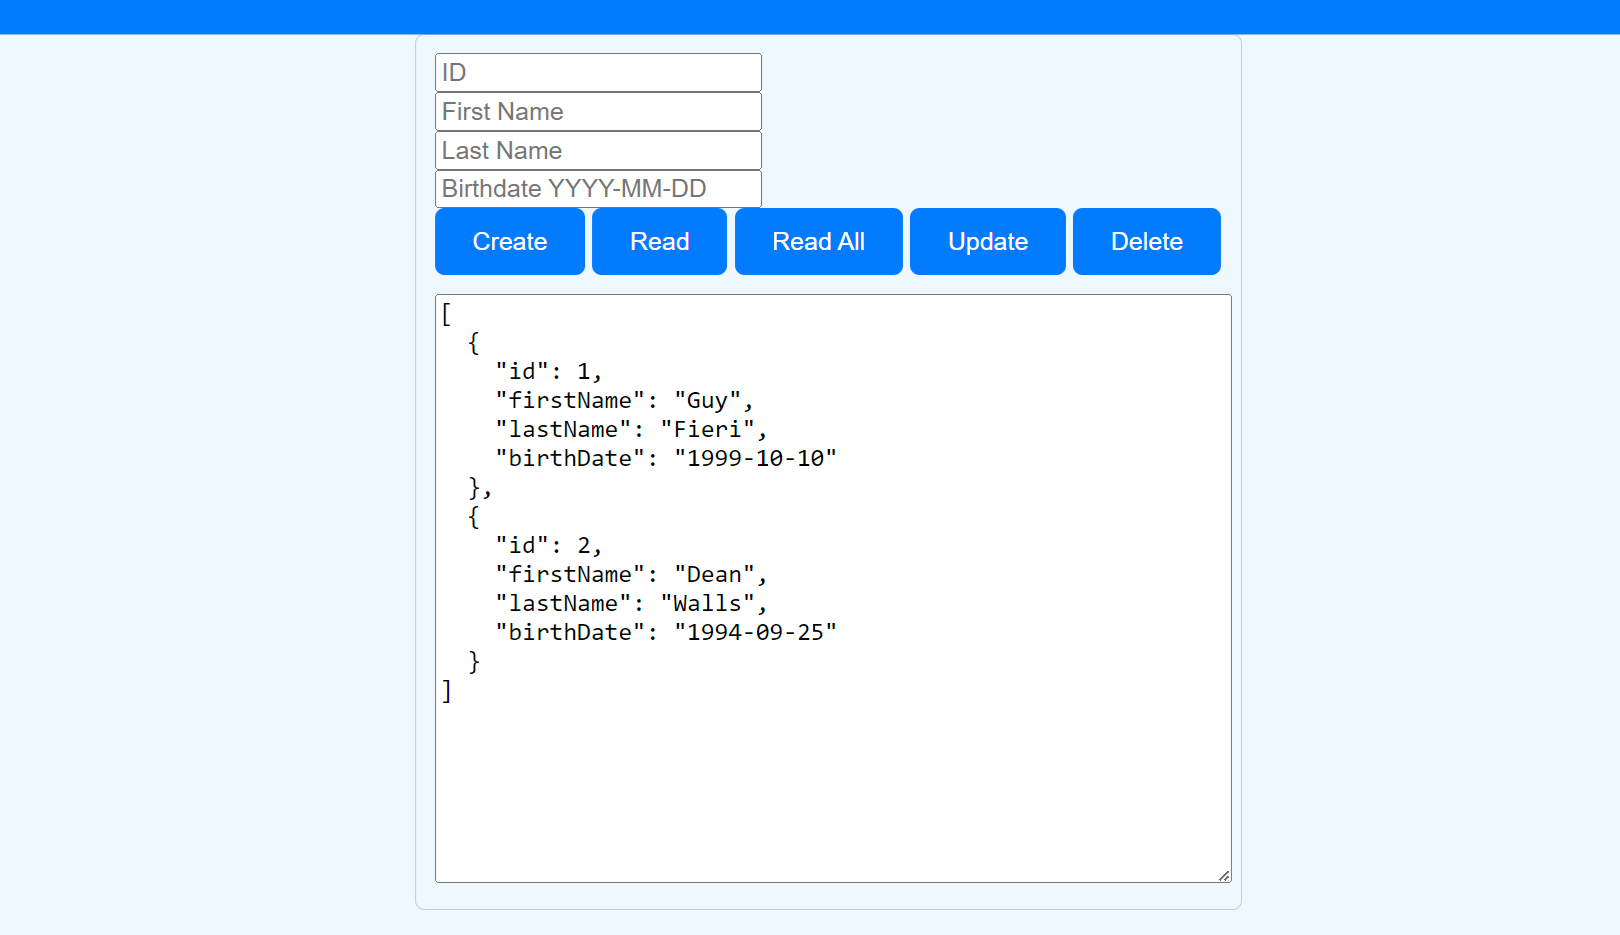 ID
First Name
Last Name
Birthdate YYYY-MM-DD
Create Read Read All Update Delete
[
  {
    "id": 1,
    "firstName": "Guy",
    "lastName": "Fieri",
    "birthDate": "1999-10-10"
  },
  {
    "id": 2,
    "firstName": "Dean",
    "lastName": "Walls",
    "birthDate": "1994-09-25"
  }
]